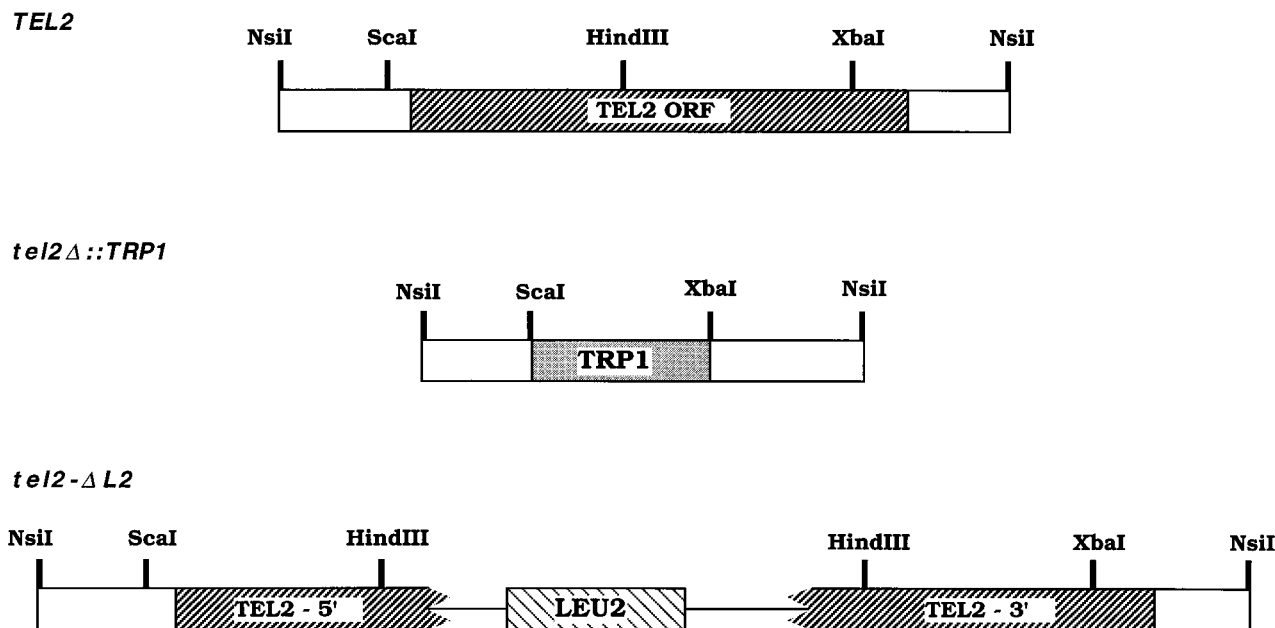 TEL2
NsiI ScaI HindIII XbaI NsiI
TEL2 ORF
tel2Δ::TRP1
NsiI ScaI XbaI NsiI
TRP1
tel2-ΔL2
NsiI ScaI HindIII HindIII XbaI NsiI
TEL2 - 5' LEU2 TEL2 - 3'